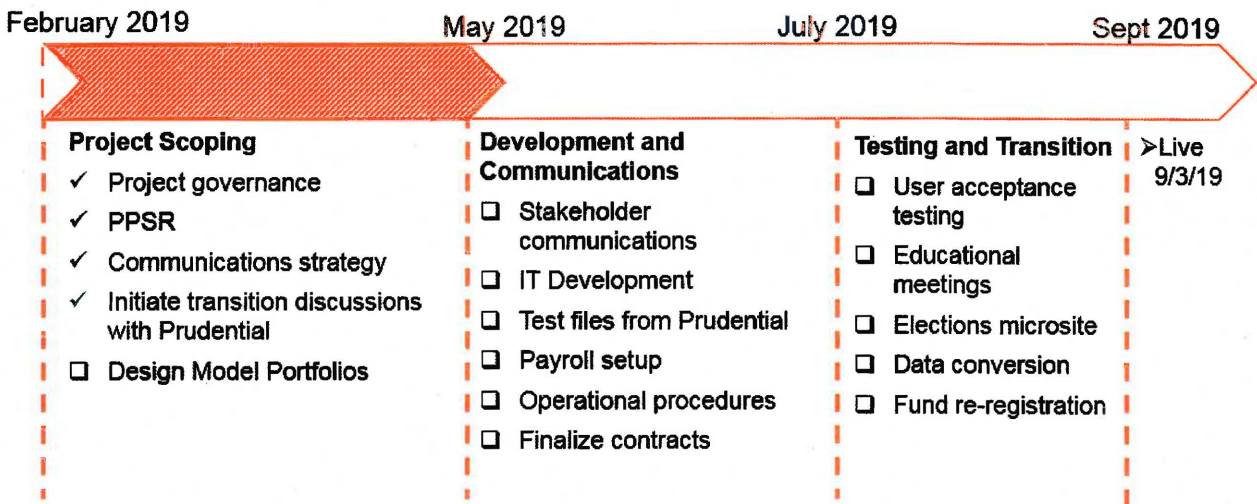 February 2019
May 2019
July 2019
Sept 2019
Project Scoping
✓ Project governance
✓ PPSR
✓ Communications strategy
✓ Initiate transition discussions
with Prudential
❑ Design Model Portfolios
Development and
Communications
❑ Stakeholder
communications
❑ IT Development
❑ Test files from Prudential
❑ Payroll setup
❑ Operational procedures
❑ Finalize contracts
Testing and Transition
❑ User acceptance
testing
❑ Educational
meetings
❑ Elections microsite
❑ Data conversion
❑ Fund re-registration
➢Live
9/3/19